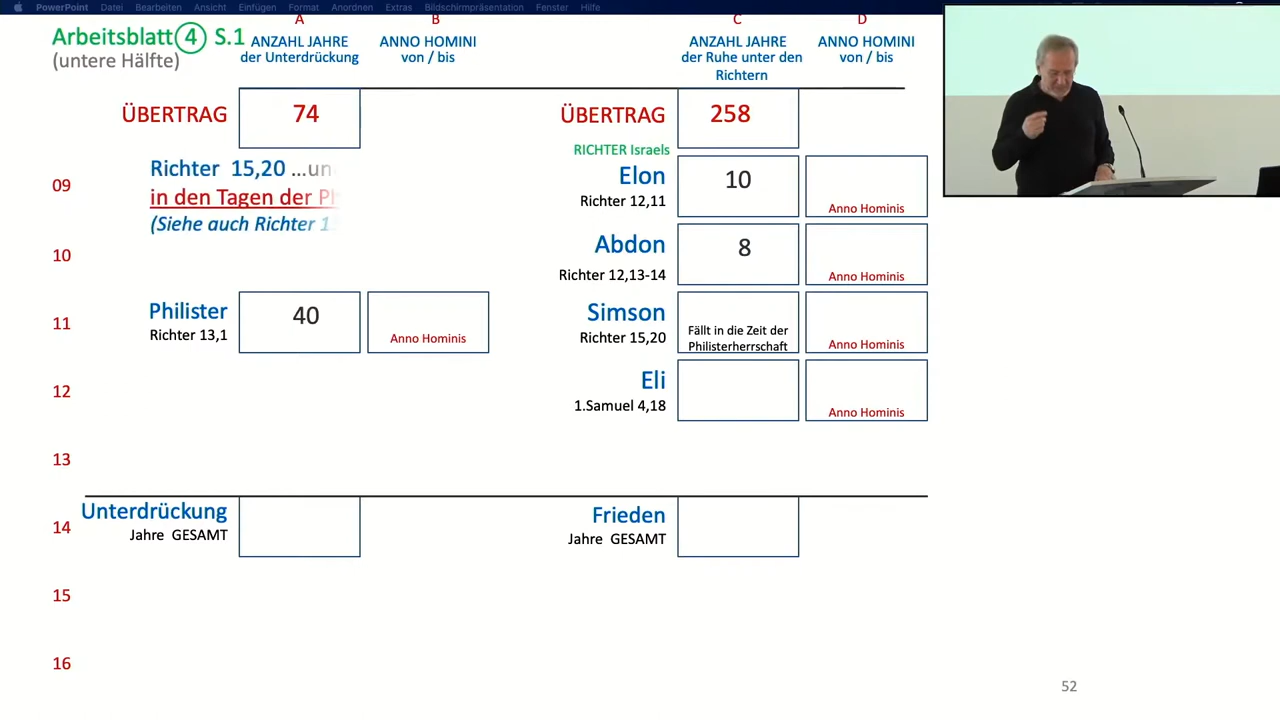 PowerPoint Datei Bearbeiten Ansicht Einfügen Format Anordnen Extras Bildschirmpräsentation Fenster Hilfe
Arbeitsblatt 4 S.1
(untere Hälfte)
A
ANZAHL JAHRE
der Unterdrückung
B
ANNO HOMINI
von / bis
C
ANZAHL JAHRE
der Ruhe unter den
Richtern
D
ANNO HOMINI
von / bis
ÜBERTRAG 74
ÜBERTRAG 258
RICHTER Israels
09
Richter 15,20 ...un
in den Tagen der Ph
(Siehe auch Richter 1
Elon 10
Richter 12,11
Anno Hominis
10
Abdon 8
Richter 12,13-14
Anno Hominis
11
Philister 40
Richter 13,1
Anno Hominis
Simson
Richter 15,20
Fällt in die Zeit der
Philisterherrschaft
Anno Hominis
12
Eli
1.Samuel 4,18
Anno Hominis
13
14
Unterdrückung
Jahre GESAMT
Frieden
Jahre GESAMT
15
16
52